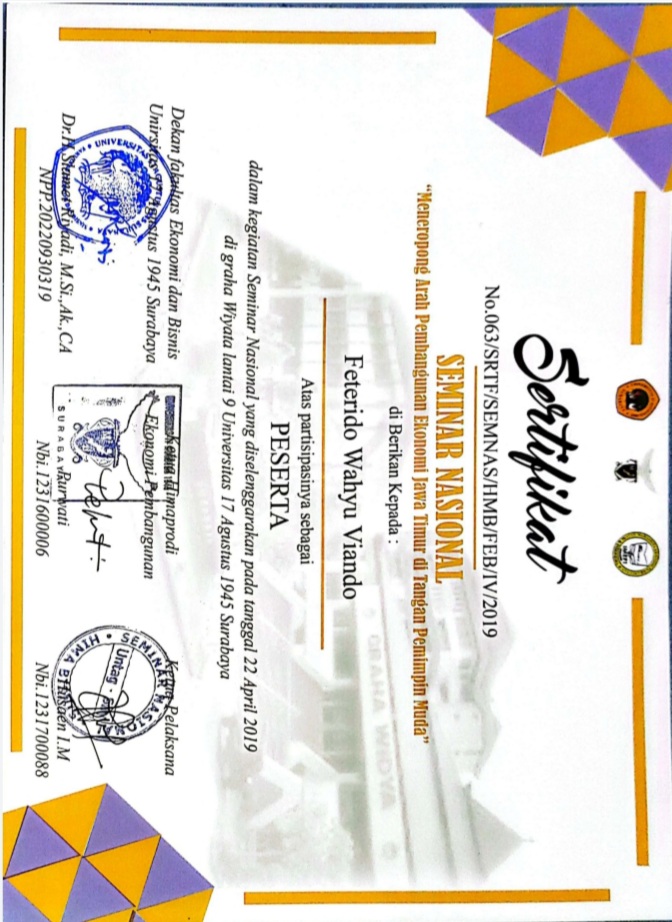 Sertifikat
No.063/SRTF/SEMNAS/HMB/FEB/IV/2019
SEMINAR NASIONAL
“Meneropong Arah Pembangunan Ekonomi Jawa Timur di Tangan Pemimpin Muda”
di Berikan Kepada :
GRAHA WIDYA
Feterido Wahyu Viando
Atas partisipasinya sebagai
PESERTA
dalam kegiatan Seminar Nasional yang diselenggarakan pada tanggal 22 April 2019
di graha Wiyata lantai 9 Universitas 17 Agustus 1945 Surabaya
Dekan fakultas Ekonomi dan Bisnis
Unirsitas 17 Agustus 1945 Surabaya
Dr.H.Slamet Riyadi, M.Si.,Ak.,CA
NPP.20220930319
Ketua Himaprodi
Ekonomi Pembangunan
SURABAYA
Purwati
Nbi.1231600006
Ketua Pelaksana
SEMINAR NASIONAL
Untag -
HIMA
Husaen I.M
Nbi.1231700088